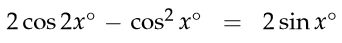 2 cos 2x° − cos² x° = 2 sin x°